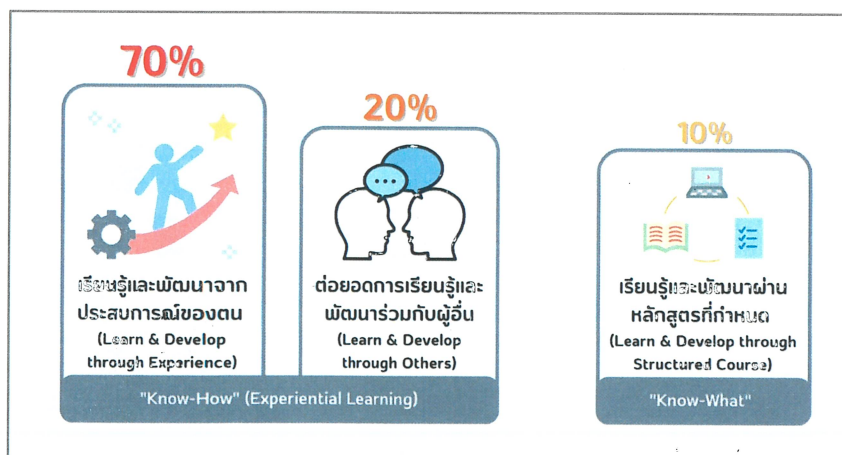 70%
เรียนรู้และพัฒนาจาก
ประสบการณ์ของตน
(Learn & Develop
through Experience)
20%
ต่อยอดการเรียนรู้และ
พัฒนาร่วมกับผู้อื่น
(Learn & Develop
through Others)
"Know-How" (Experiential Learning)
10%
เรียนรู้และพัฒนาผ่าน
หลักสูตรที่กำหนด
(Learn & Develop through
Structured Course)
"Know-What"